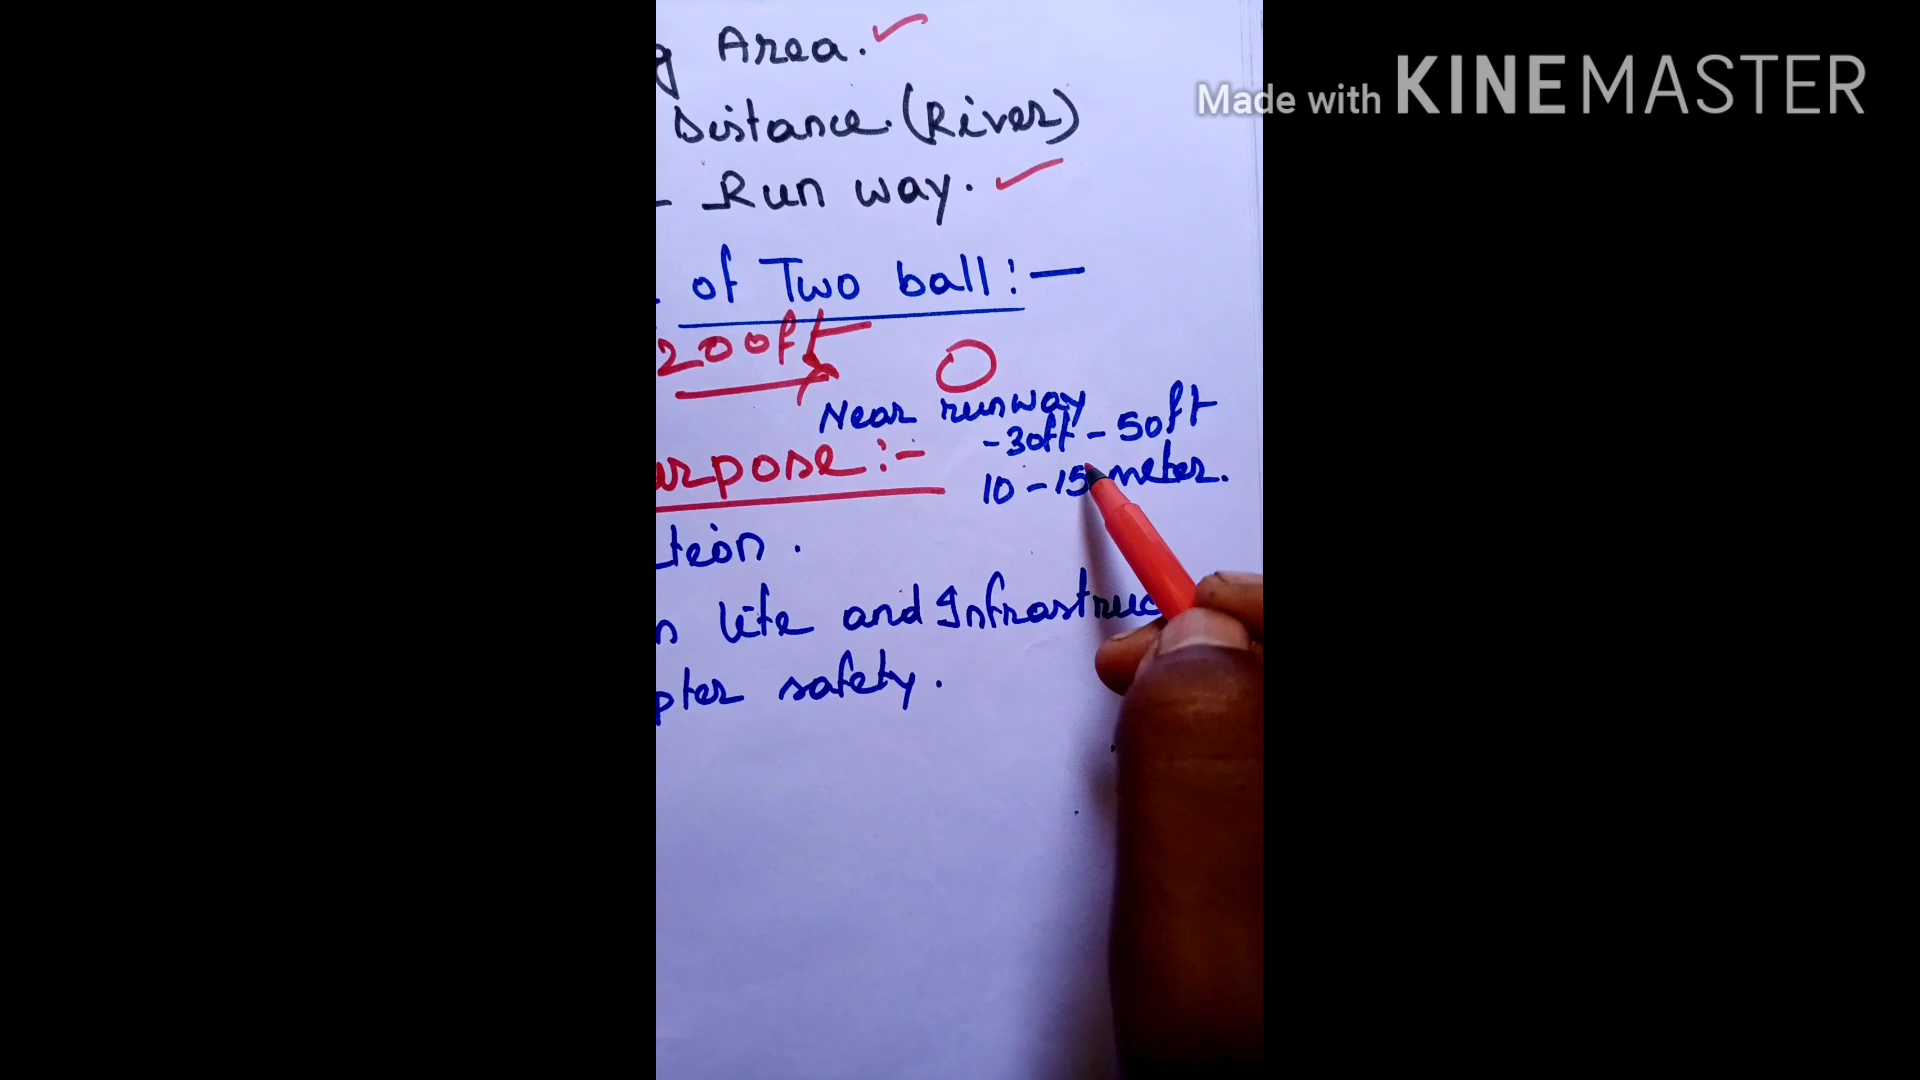 g Area.
Distance. (River)
- Run way.
of Two ball:-
200ft
Near runway
-30ft - 50ft
10-15 meter.
urpose:-
ction.
n life and Infrastruc
pter safety.
Made with KINEMASTER